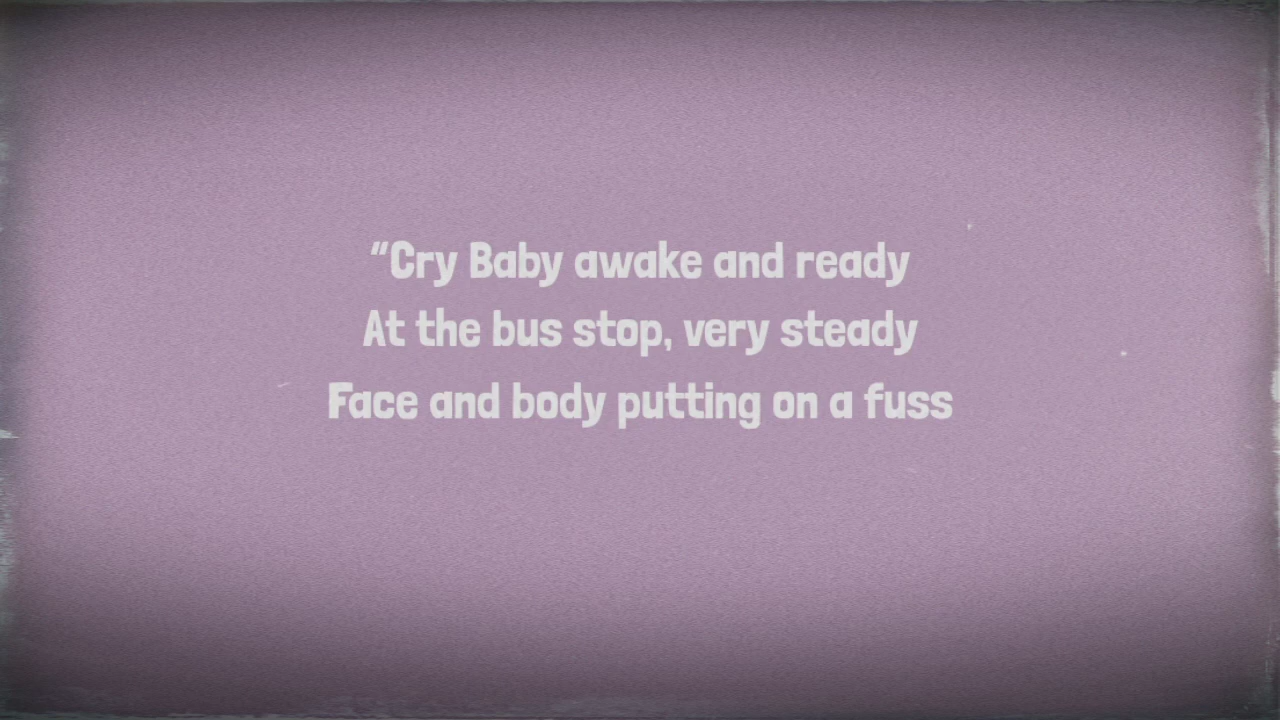 “Cry Baby awake and ready
At the bus stop, very steady
Face and body putting on a fuss